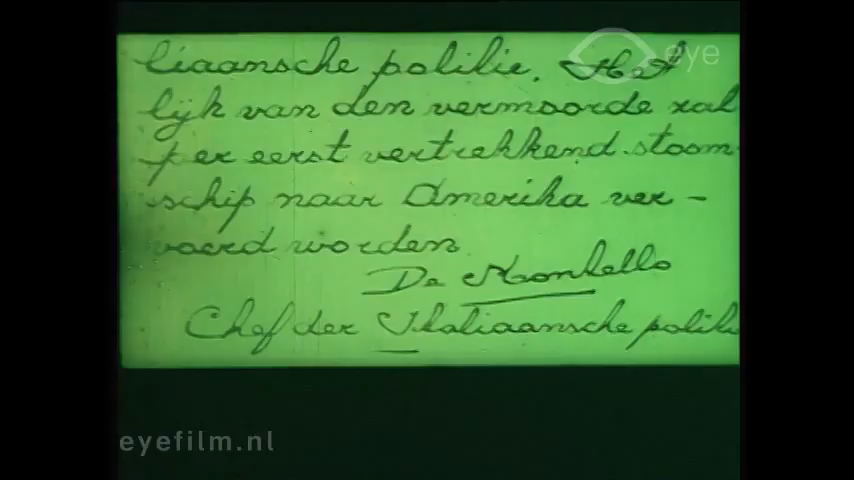 eye
liaansche politie. Het
lijk van den vermoorde zal
per eerst vertrekkend stoom-
schip naar Amerika ver-
voerd worden
De Montello
Chef der Italiaansche politie
eyefilm.nl